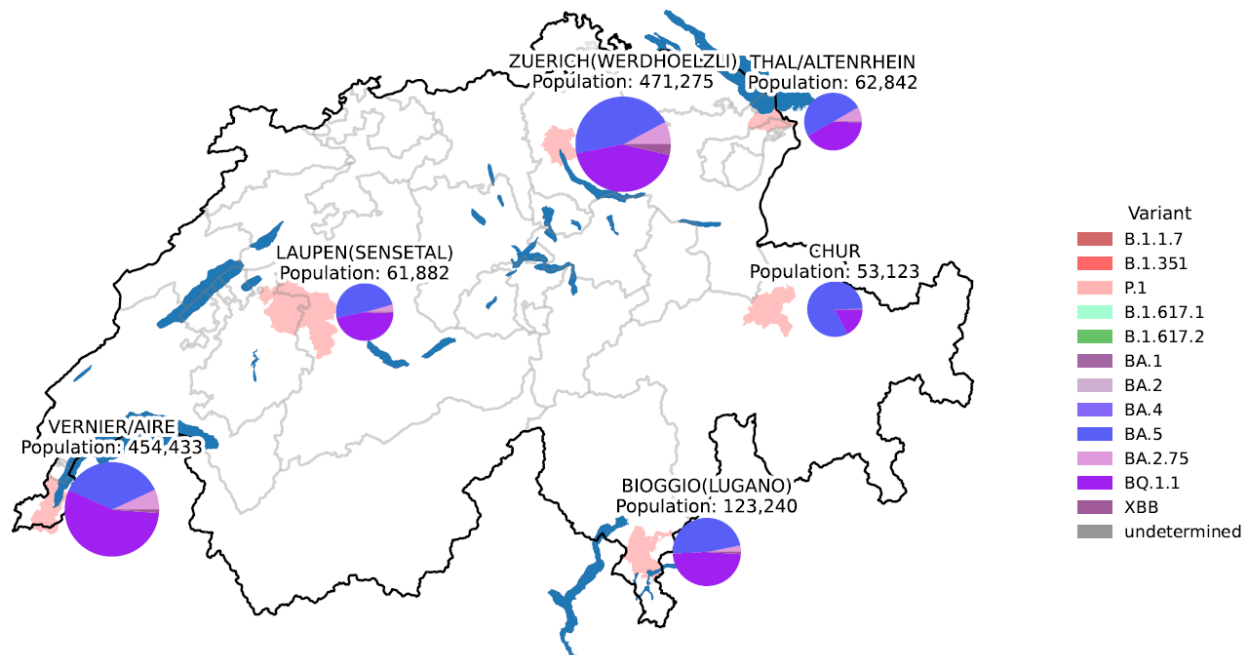 ZUERICH(WERDHOELZLI)
Population: 471,275
THAL/ALTENRHEIN
Population: 62,842
LAUPEN(SENSETAL)
Population: 61,882
CHUR
Population: 53,123
VERNIER/AIRE
Population: 454,433
BIOGGIO(LUGANO)
Population: 123,240
Variant
B.1.1.7
B.1.351
P.1
B.1.617.1
B.1.617.2
BA.1
BA.2
BA.4
BA.5
BA.2.75
BQ.1.1
XBB
undetermined